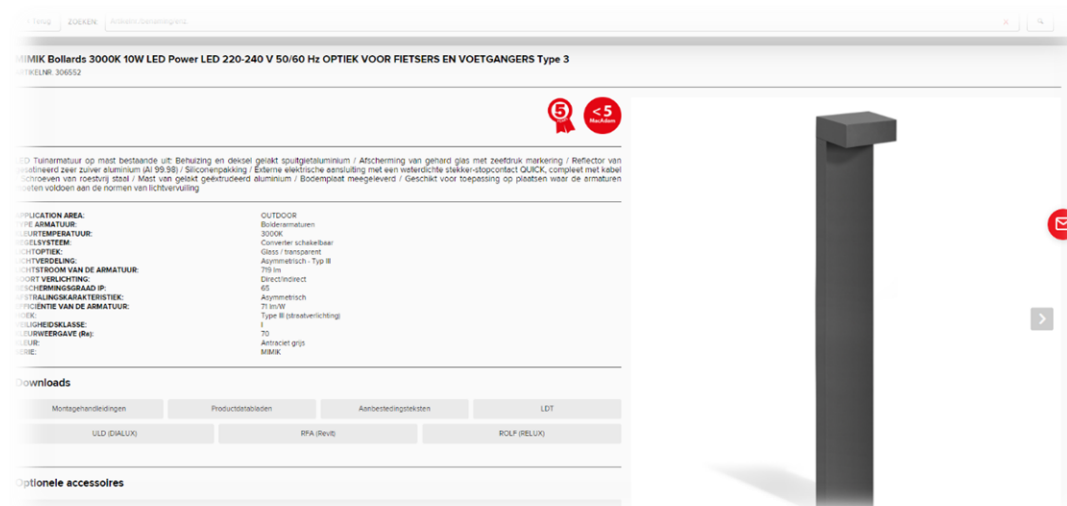 Terug ZOEKEN:
MIMIK Bollards 3000K 10W LED Power LED 220-240 V 50/60 Hz OPTIEK VOOR FIETSERS EN VOETGANGERS Type 3
ARTIKELNR. 306552
5
<5
LED Tuinarmatuur op mast bestaande uit: Behuizing en deksel gelakt spuitgietaluminium / Afscherming van gehard glas met zeefdruk markering / Reflector van
gesatineerd zeer zuiver aluminium (Al 99.98) / Siliconenpakking / Externe elektrische aansluiting met een waterdichte stekker-stopcontact QUICK, compleet met kabel
/ Schroeven van roestvrij staal / Mast van gelakt geëxtrudeerd aluminium / Bodemplaat meegeleverd / Geschikt voor toepassing op plaatsen waar de armaturen
moeten voldoen aan de normen van lichtvervuiling
APPLICATION AREA: OUTDOOR
TYPE ARMATUUR: Bolderarmaturen
KLEURTEMPERATUUR: 3000K
REGELSYSTEEM: Converter schakelbaar
LICHTOPTIEK: Glass / transparent
LICHTVERDELING: Asymmetrisch - Typ III
LICHTSTROOM VAN DE ARMATUUR: 719 lm
SOORT VERLICHTING: Direct/Indirect
BESCHERMINGSGRAAD IP: 65
AFSTRALINGSKARAKTERISTIEK: Asymmetrisch
EFFICIËNTIE VAN DE ARMATUUR: 71 lm/W
HOEK: Type III (straatverlichting)
VEILIGHEIDSKLASSE: I
KLEURWEERGAVE (Ra): 70
KLEUR: Antraciet grijs
SERIE: MIMIK
Downloads
Montagehandleidingen Productdatabladen Aanbestedingsteksten LDT
ULD (DIALUX) RFA (Revit) ROLF (RELUX)
Optionele accessoires